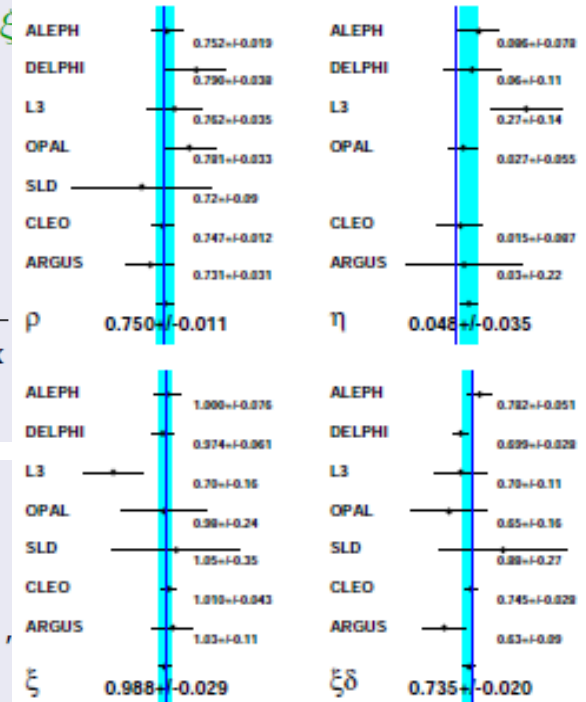 ξ
ALEPH 0.752+/-0.019
DELPHI 0.790+/-0.038
L3 0.762+/-0.035
OPAL 0.781+/-0.033
SLD 0.72+/-0.09
CLEO 0.747+/-0.012
ARGUS 0.731+/-0.031
ρ 0.750+/-0.011
ALEPH 0.086+/-0.078
DELPHI 0.06+/-0.11
L3 0.27+/-0.14
OPAL 0.027+/-0.055
CLEO 0.015+/-0.087
ARGUS 0.03+/-0.22
η 0.048+/-0.035
ALEPH 1.000+/-0.076
DELPHI 0.974+/-0.061
L3 0.70+/-0.16
OPAL 0.98+/-0.24
SLD 1.05+/-0.35
CLEO 1.010+/-0.043
ARGUS 1.03+/-0.11
ξ 0.988+/-0.029
ALEPH 0.782+/-0.051
DELPHI 0.699+/-0.028
L3 0.70+/-0.11
OPAL 0.65+/-0.16
SLD 0.88+/-0.27
CLEO 0.745+/-0.028
ARGUS 0.63+/-0.09
ξδ 0.735+/-0.020